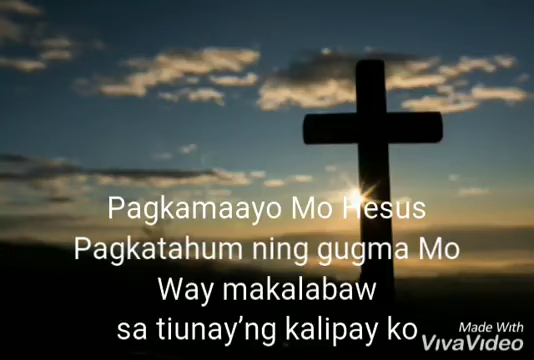 Pagkamaayo Mo Hesus
Pagkatahum ning gugma Mo
Way makalabaw
sa tiunay’ng kalipay ko
Made With
VivaVideo